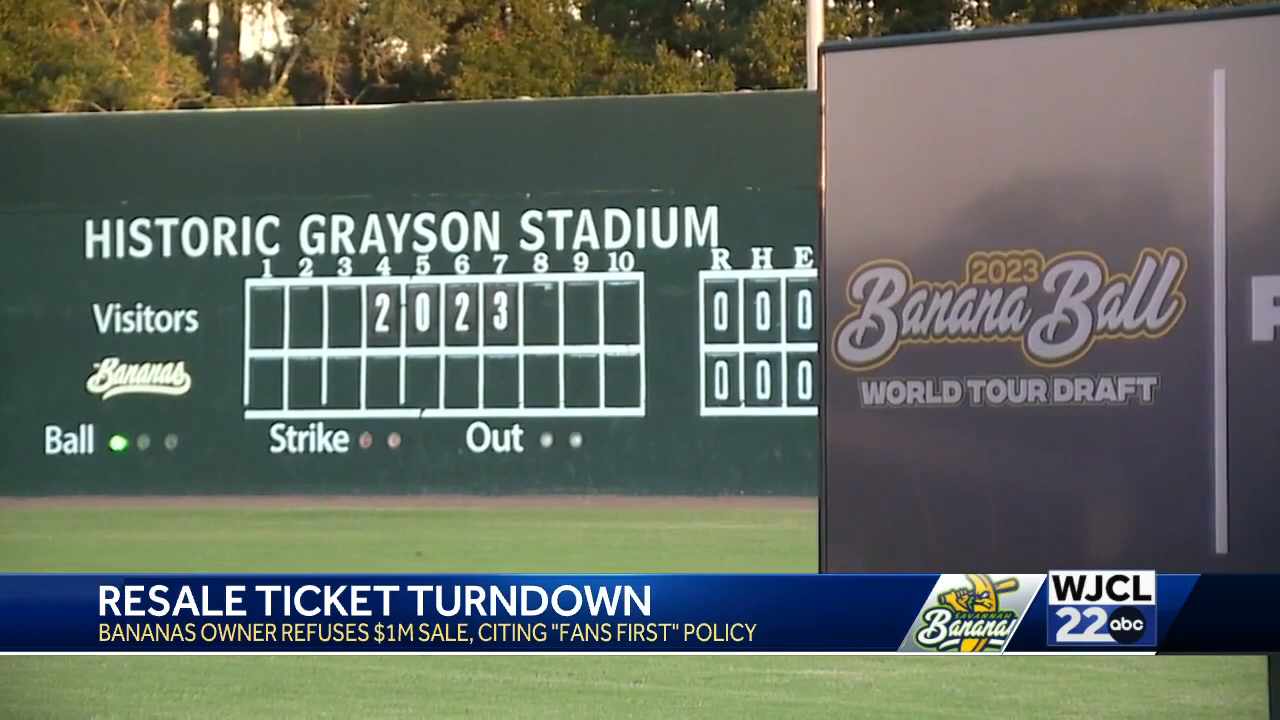 HISTORIC GRAYSON STADIUM
1 2 3 4 5 6 7 8 9 10 R H E
Visitors 2 0 2 3 0 0 0
Bananas 0 0 0
Ball Strike Out
2023
Banana Ball
WORLD TOUR DRAFT
RESALE TICKET TURNDOWN
BANANAS OWNER REFUSES $1M SALE, CITING "FANS FIRST" POLICY
SAVANNAH
Bananas
WJCL
22 abc